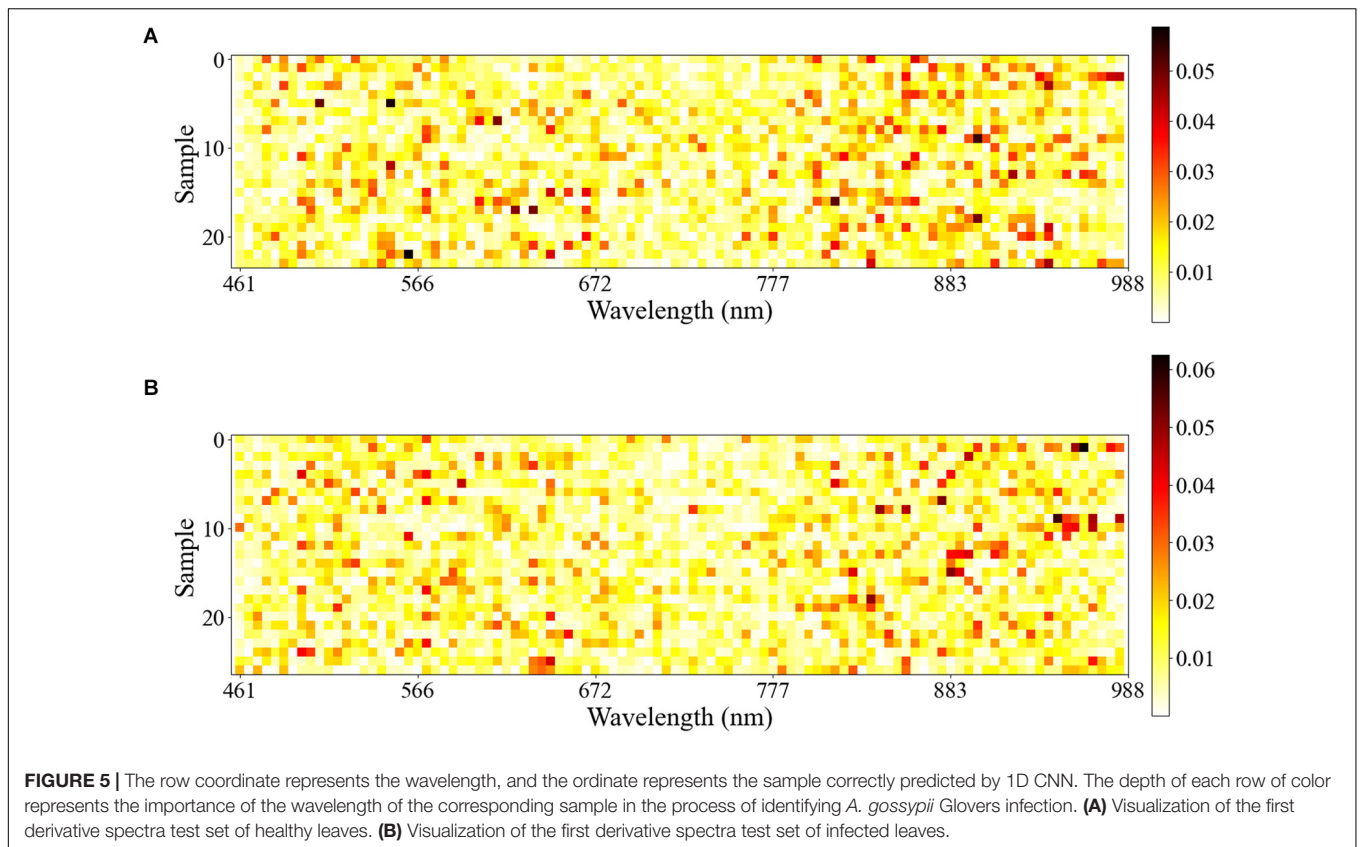 A
0
10
20
Sample
461 566 672 777 883 988
Wavelength (nm)
0.05
0.04
0.03
0.02
0.01
B
0
10
20
Sample
461 566 672 777 883 988
Wavelength (nm)
0.06
0.05
0.04
0.03
0.02
0.01
FIGURE 5 | The row coordinate represents the wavelength, and the ordinate represents the sample correctly predicted by 1D CNN. The depth of each row of color
represents the importance of the wavelength of the corresponding sample in the process of identifying A. gossypii Glovers infection. (A) Visualization of the first
derivative spectra test set of healthy leaves. (B) Visualization of the first derivative spectra test set of infected leaves.